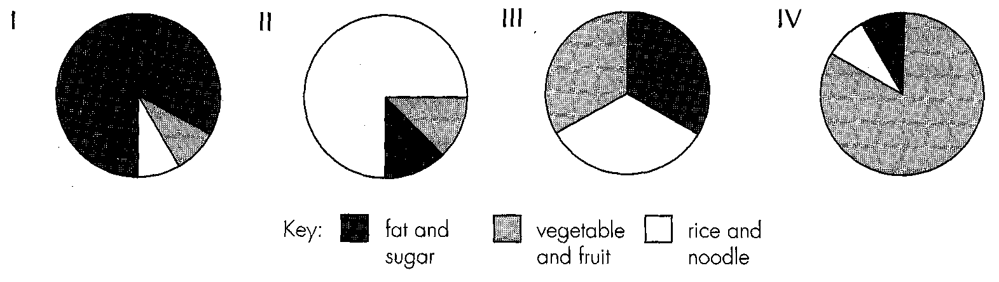 I II III IV
Key: fat and sugar
vegetable and fruit
rice and noodle